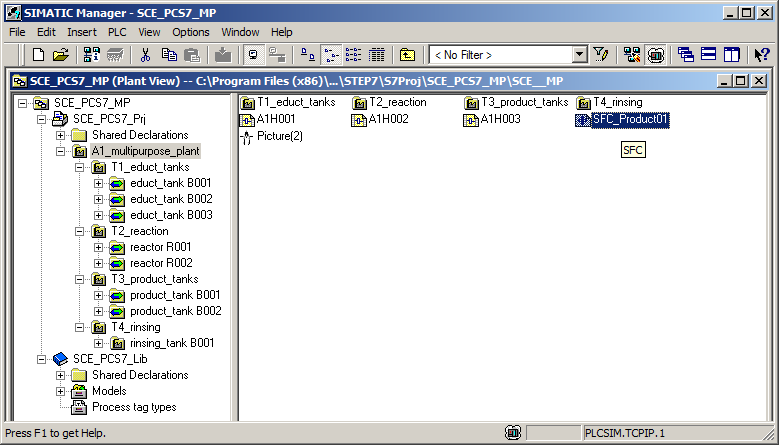 SIMATIC Manager - SCE_PCS7_MP
File Edit Insert PLC View Options Window Help
< No Filter >
SCE_PCS7_MP (Plant View) -- C:\Program Files (x86)\...\STEP7\S7Proj\SCE_PCS7_MP\SCE__MP
SCE_PCS7_MP
SCE_PCS7_Prj
Shared Declarations
A1_multipurpose_plant
T1_educt_tanks
educt_tank B001
educt_tank B002
educt_tank B003
T2_reaction
reactor R001
reactor R002
T3_product_tanks
product_tank B001
product_tank B002
T4_rinsing
rinsing_tank B001
SCE_PCS7_Lib
Shared Declarations
Models
Process tag types
T1_educt_tanks T2_reaction T3_product_tanks T4_rinsing
A1H001 A1H002 A1H003 SFC_Product01
Picture(2)
SFC
Press F1 to get Help. PLCSIM.TCPIP.1